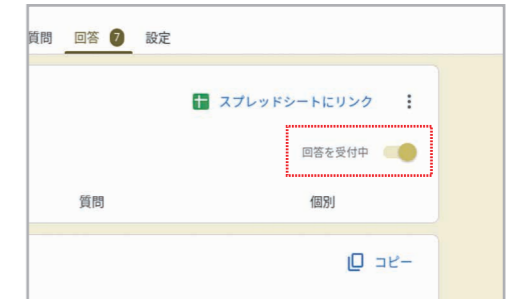 質問 回答 7 設定
スプレッドシートにリンク
回答を受付中
質問 個別
コピー